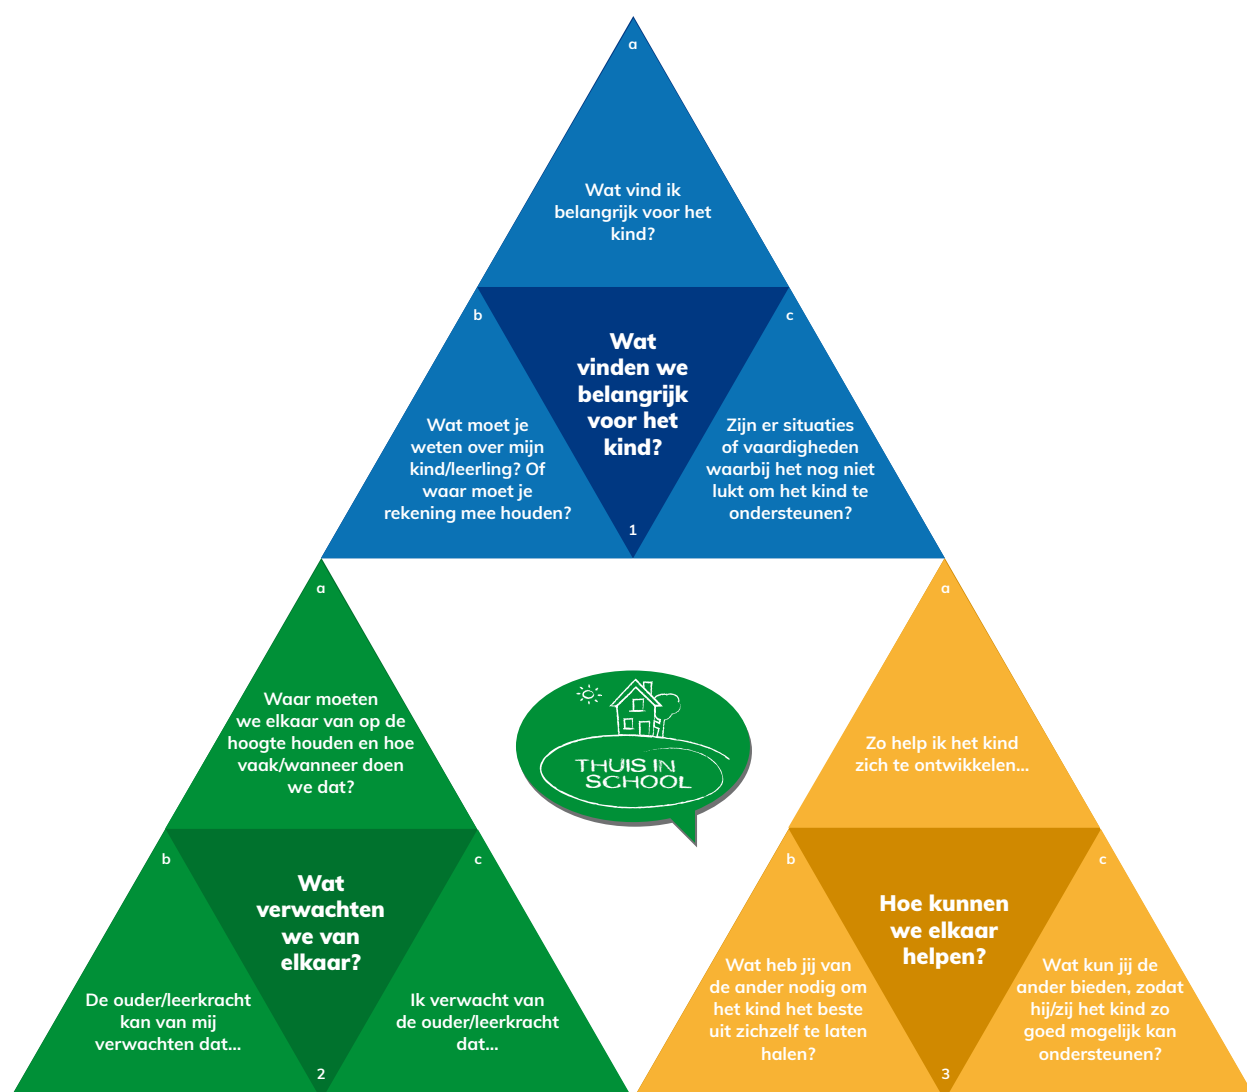 a
Wat vind ik
belangrijk voor het
kind?
b
c
Wat
vinden we
belangrijk
voor het
kind?
Wat moet je
weten over mijn
kind/leerling? Of
waar moet je
rekening mee houden?
Zijn er situaties
of vaardigheden
waarbij het nog niet
lukt om het kind te
ondersteunen?
1
a
Waar moeten
we elkaar van op de
hoogte houden en hoe
vaak/wanneer doen
we dat?
b
c
Wat
verwachten
we van
elkaar?
De ouder/leerkracht
kan van mij
verwachten dat...
Ik verwacht van
de ouder/leerkracht
dat...
2
THUIS IN
SCHOOL
a
Zo help ik het kind
zich te ontwikkelen...
b
c
Hoe kunnen
we elkaar
helpen?
Wat heb jij van
de ander nodig om
het kind het beste
uit zichzelf te laten
halen?
Wat kun jij de
ander bieden, zodat
hij/zij het kind zo
goed mogelijk kan
ondersteunen?
3